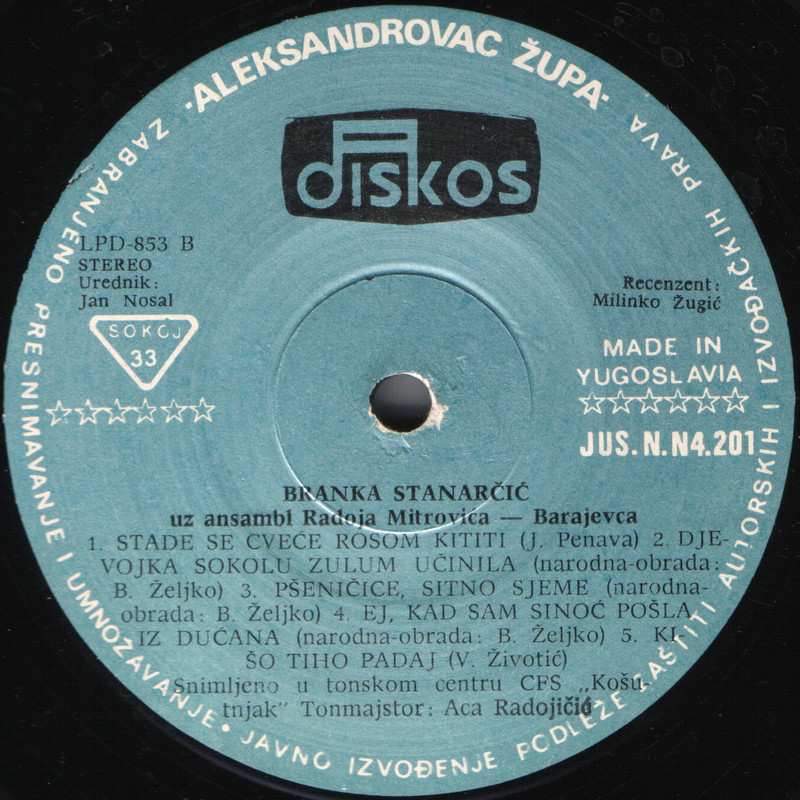 ·ALEKSANDROVAC ŽUPA·
diskos
LPD-853 B
STEREO
Urednik:
Jan Nosal
SOKOJ
33
Recenzent:
Milinko Žugić
MADE IN
YUGOSLAVIA
JUS.N.N4.201
BRANKA STANARČIĆ
uz ansambl Radoja Mitrovića — Barajevca
1. STADE SE CVEĆE ROSOM KITITI (J. Penava) 2. DJE-
VOJKA SOKOLU ZULUM UČINILA (narodna-obrada:
B. Željko) 3. PŠENIČICE, SITNO SJEME (narodna-
obrada: B. Željko) 4. EJ, KAD SAM SINOĆ POŠLA
IZ DUĆANA (narodna-obrada: B. Željko) 5. KI-
ŠO TIHO PADAJ (V. Životić)
Snimljeno u tonskom centru CFS „Košu-
tnjak" Tonmajstor: Aca Radojičić
ZABRANJENO PRESNIMAVANJE I UMNOŽAVANJE · JAVNO IZVOĐENJE PODLEŽE ZAŠTITI AUTORSKIH I IZVOĐAČKIH PRAVA